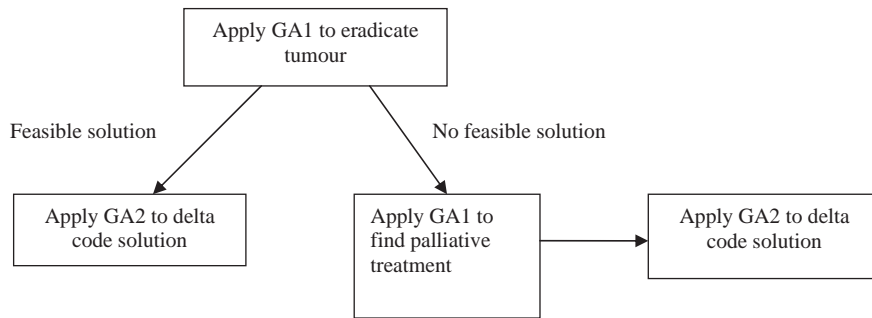 Apply GA1 to eradicate
tumour
Feasible solution
No feasible solution
Apply GA2 to delta
code solution
Apply GA1 to
find palliative
treatment
Apply GA2 to delta
code solution